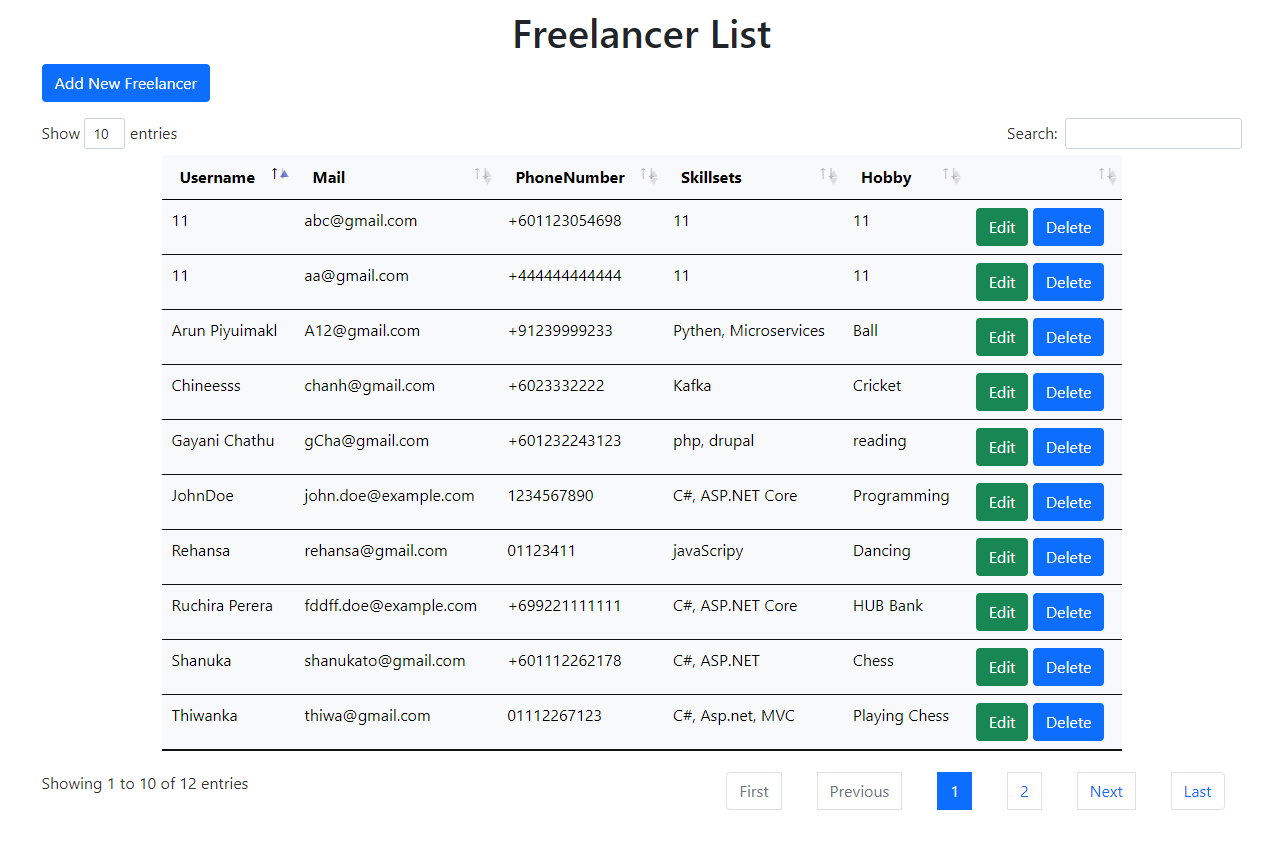 Freelancer List
Add New Freelancer
Show 10 entries Search:
Username Mail PhoneNumber Skillsets Hobby
11 abc@gmail.com +601123054698 11 11 Edit Delete
11 aa@gmail.com +444444444444 11 11 Edit Delete
Arun Piyuimakl A12@gmail.com +91239999233 Pythen, Microservices Ball Edit Delete
Chineesss chanh@gmail.com +6023332222 Kafka Cricket Edit Delete
Gayani Chathu gCha@gmail.com +601232243123 php, drupal reading Edit Delete
JohnDoe john.doe@example.com 1234567890 C#, ASP.NET Core Programming Edit Delete
Rehansa rehansa@gmail.com 01123411 javaScripy Dancing Edit Delete
Ruchira Perera fddff.doe@example.com +699221111111 C#, ASP.NET Core HUB Bank Edit Delete
Shanuka shanukato@gmail.com +601112262178 C#, ASP.NET Chess Edit Delete
Thiwanka thiwa@gmail.com 01112267123 C#, Asp.net, MVC Playing Chess Edit Delete
Showing 1 to 10 of 12 entries First Previous 1 2 Next Last